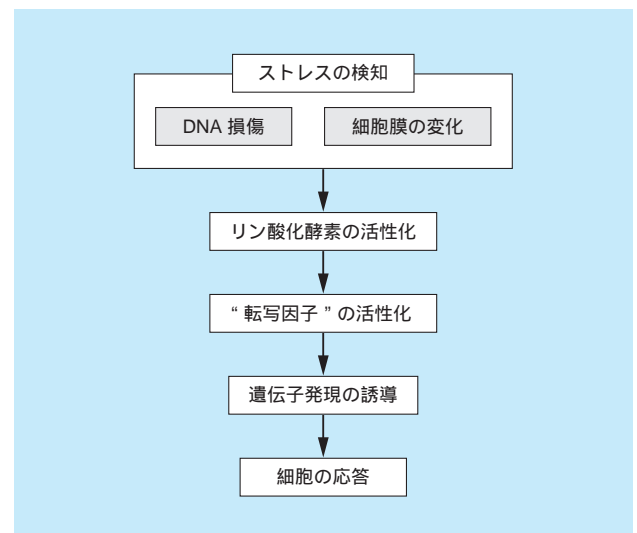 ストレスの検知
DNA 損傷
細胞膜の変化
リン酸化酵素の活性化
“ 転写因子 ” の活性化
遺伝子発現の誘導
細胞の応答